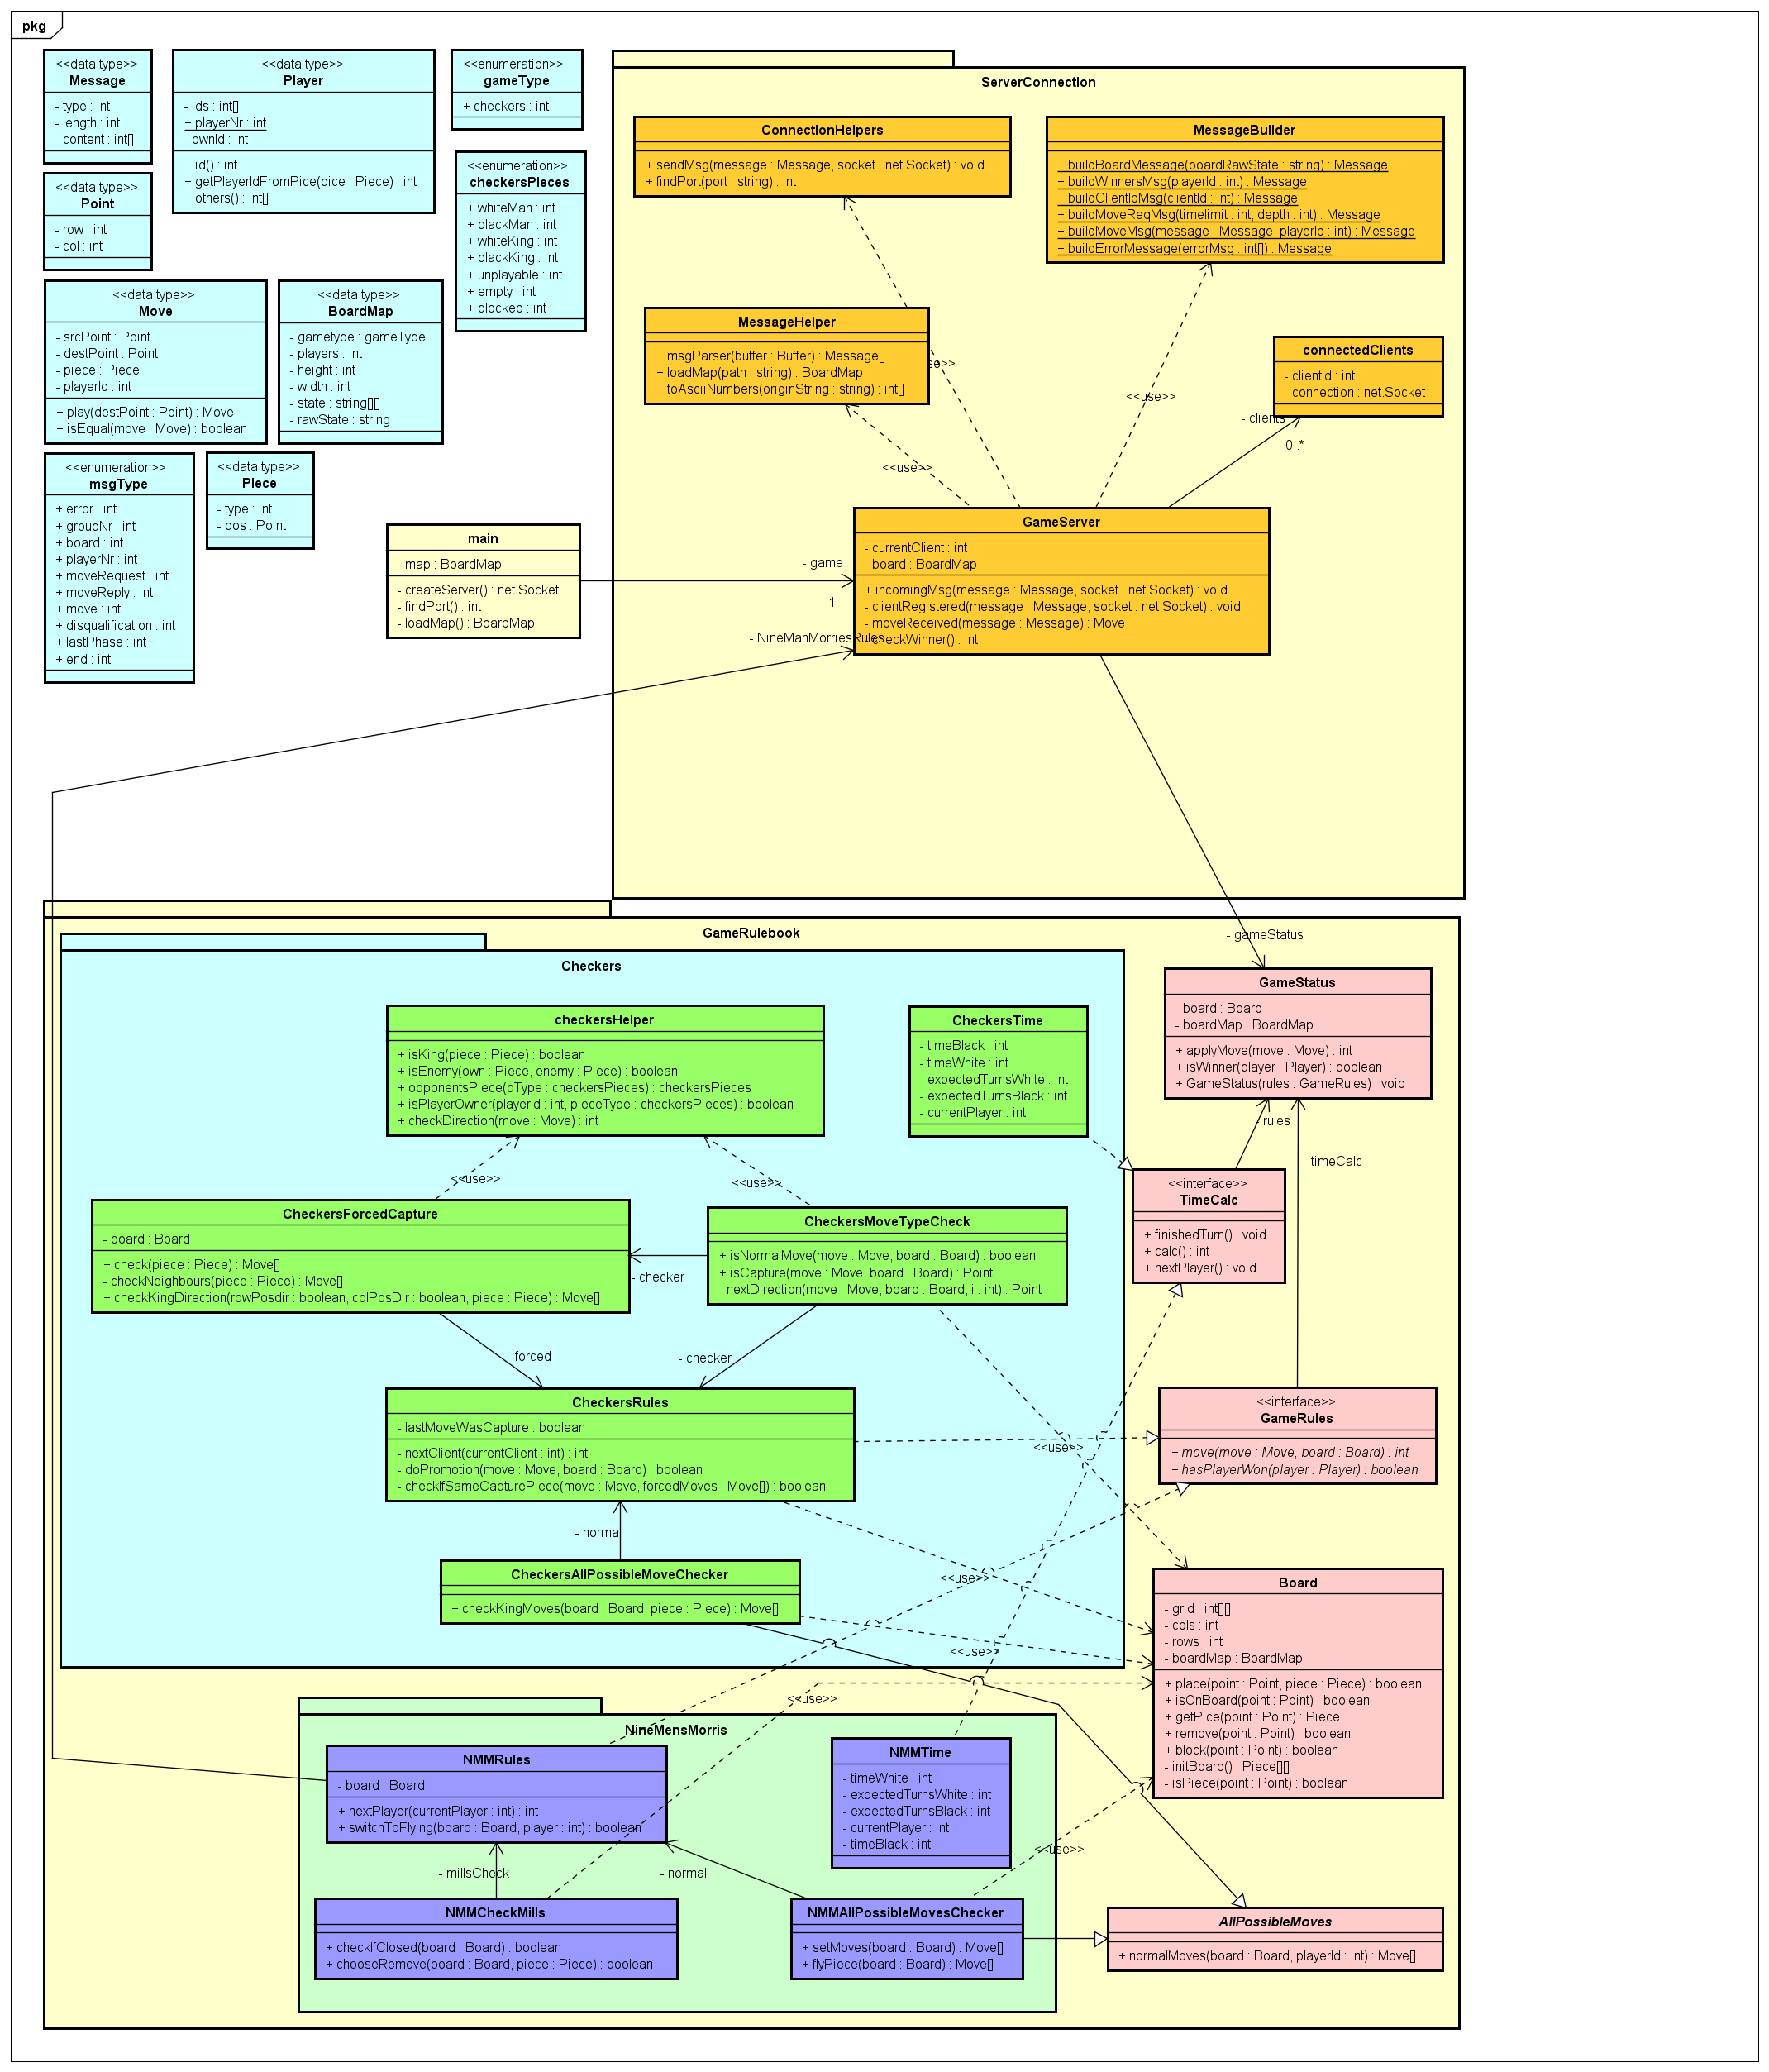 pkg
<<data type>>
Message
- type : int
- length : int
- content : int[]
<<data type>>
Player
- ids : int[]
+ playerNr : int
- ownId : int
+ id() : int
+ getPlayerIdFromPice(pice : Piece) : int
+ others() : int[]
<<enumeration>>
gameType
+ checkers : int
<<data type>>
Point
- row : int
- col : int
<<enumeration>>
checkersPieces
+ whiteMan : int
+ blackMan : int
+ whiteKing : int
+ blackKing : int
+ unplayable : int
+ empty : int
+ blocked : int
<<data type>>
Move
- srcPoint : Point
- destPoint : Point
- piece : Piece
- playerId : int
+ play(destPoint : Point) : Move
+ isEqual(move : Move) : boolean
<<data type>>
BoardMap
- gametype : gameType
- players : int
- height : int
- width : int
- state : string[][]
- rawState : string
<<enumeration>>
msgType
+ error : int
+ groupNr : int
+ board : int
+ playerNr : int
+ moveRequest : int
+ moveReply : int
+ move : int
+ disqualification : int
+ lastPhase : int
+ end : int
<<data type>>
Piece
- type : int
- pos : Point
main
- map : BoardMap
- createServer() : net.Socket
- findPort() : int
- loadMap() : BoardMap
ServerConnection
ConnectionHelpers
+ sendMsg(message : Message, socket : net.Socket) : void
+ findPort(port : string) : int
MessageBuilder
+ buildBoardMessage(boardRawState : string) : Message
+ buildWinnersMsg(playerId : int) : Message
+ buildClientIdMsg(clientId : int) : Message
+ buildMoveReqMsg(timelimit : int, depth : int) : Message
+ buildMoveMsg(message : Message, playerId : int) : Message
+ buildErrorMessage(errorMsg : int[]) : Message
MessageHelper
+ msgParser(buffer : Buffer) : Message[]
+ loadMap(path : string) : BoardMap
+ toAsciiNumbers(originString : string) : int[]
se>>
connectedClients
- clientId : int
- connection : net.Socket
<<use>>
- clients
0..*
<<use>>
GameServer
- currentClient : int
- board : BoardMap
+ incomingMsg(message : Message, socket : net.Socket) : void
- clientRegistered(message : Message, socket : net.Socket) : void
- moveReceived(message : Message) : Move
- checkWinner() : int
- game
1
- NineManMorriesRules
GameRulebook
- gameStatus
Checkers
checkersHelper
+ isKing(piece : Piece) : boolean
+ isEnemy(own : Piece, enemy : Piece) : boolean
+ opponentsPiece(pType : checkersPieces) : checkersPieces
+ isPlayerOwner(playerId : int, pieceType : checkersPieces) : boolean
+ checkDirection(move : Move) : int
CheckersTime
- timeBlack : int
- timeWhite : int
- expectedTurnsWhite : int
- expectedTurnsBlack : int
- currentPlayer : int
GameStatus
- board : Board
- boardMap : BoardMap
+ applyMove(move : Move) : int
+ isWinner(player : Player) : boolean
+ GameStatus(rules : GameRules) : void
- rules
- timeCalc
<<use>>
<<use>>
<<interface>>
TimeCalc
+ finishedTurn() : void
+ calc() : int
+ nextPlayer() : void
CheckersForcedCapture
- board : Board
+ check(piece : Piece) : Move[]
- checkNeighbours(piece : Piece) : Move[]
+ checkKingDirection(rowPosdir : boolean, colPosDir : boolean, piece : Piece) : Move[]
- checker
CheckersMoveTypeCheck
+ isNormalMove(move : Move, board : Board) : boolean
+ isCapture(move : Move, board : Board) : Point
- nextDirection(move : Move, board : Board, i : int) : Point
- forced
- checker
CheckersRules
- lastMoveWasCapture : boolean
- nextClient(currentClient : int) : int
- doPromotion(move : Move, board : Board) : boolean
- checkIfSameCapturePiece(move : Move, forcedMoves : Move[]) : boolean
<<use>>
<<interface>>
GameRules
+ move(move : Move, board : Board) : int
+ hasPlayerWon(player : Player) : boolean
- norma
CheckersAllPossibleMoveChecker
+ checkKingMoves(board : Board, piece : Piece) : Move[]
<<use>>
<<use>>
Board
- grid : int[][]
- cols : int
- rows : int
- boardMap : BoardMap
+ place(point : Point, piece : Piece) : boolean
+ isOnBoard(point : Point) : boolean
+ getPice(point : Point) : Piece
+ remove(point : Point) : boolean
+ block(point : Point) : boolean
- initBoard() : Piece[][]
- isPiece(point : Point) : boolean
<<use>>
NineMensMorris
NMMRules
- board : Board
+ nextPlayer(currentPlayer : int) : int
+ switchToFlying(board : Board, player : int) : boolean
NMMTime
- timeWhite : int
- expectedTurnsWhite : int
- expectedTurnsBlack : int
- currentPlayer : int
- timeBlack : int
<<use>>
- millsCheck
- normal
NMMCheckMills
+ checkIfClosed(board : Board) : boolean
+ chooseRemove(board : Board, piece : Piece) : boolean
NMMAllPossibleMovesChecker
+ setMoves(board : Board) : Move[]
+ flyPiece(board : Board) : Move[]
AllPossibleMoves
+ normalMoves(board : Board, playerId : int) : Move[]